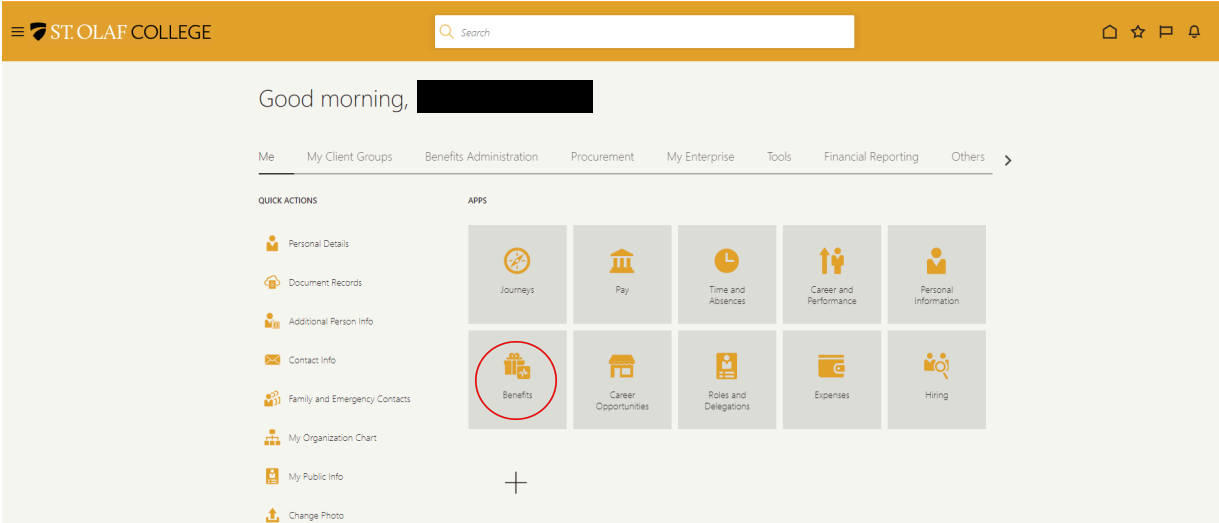 ST. OLAF COLLEGE
Search
Good morning,
Me My Client Groups Benefits Administration Procurement My Enterprise Tools Financial Reporting Others
QUICK ACTIONS
Personal Details
Document Records
Additional Person Info
Contact Info
Family and Emergency Contacts
My Organization Chart
My Public Info
Change Photo
APPS
Journeys
Pay
Time and
Absences
Career and
Performance
Personal
Information
Benefits
Career
Opportunities
Roles and
Delegations
Expenses
Hiring